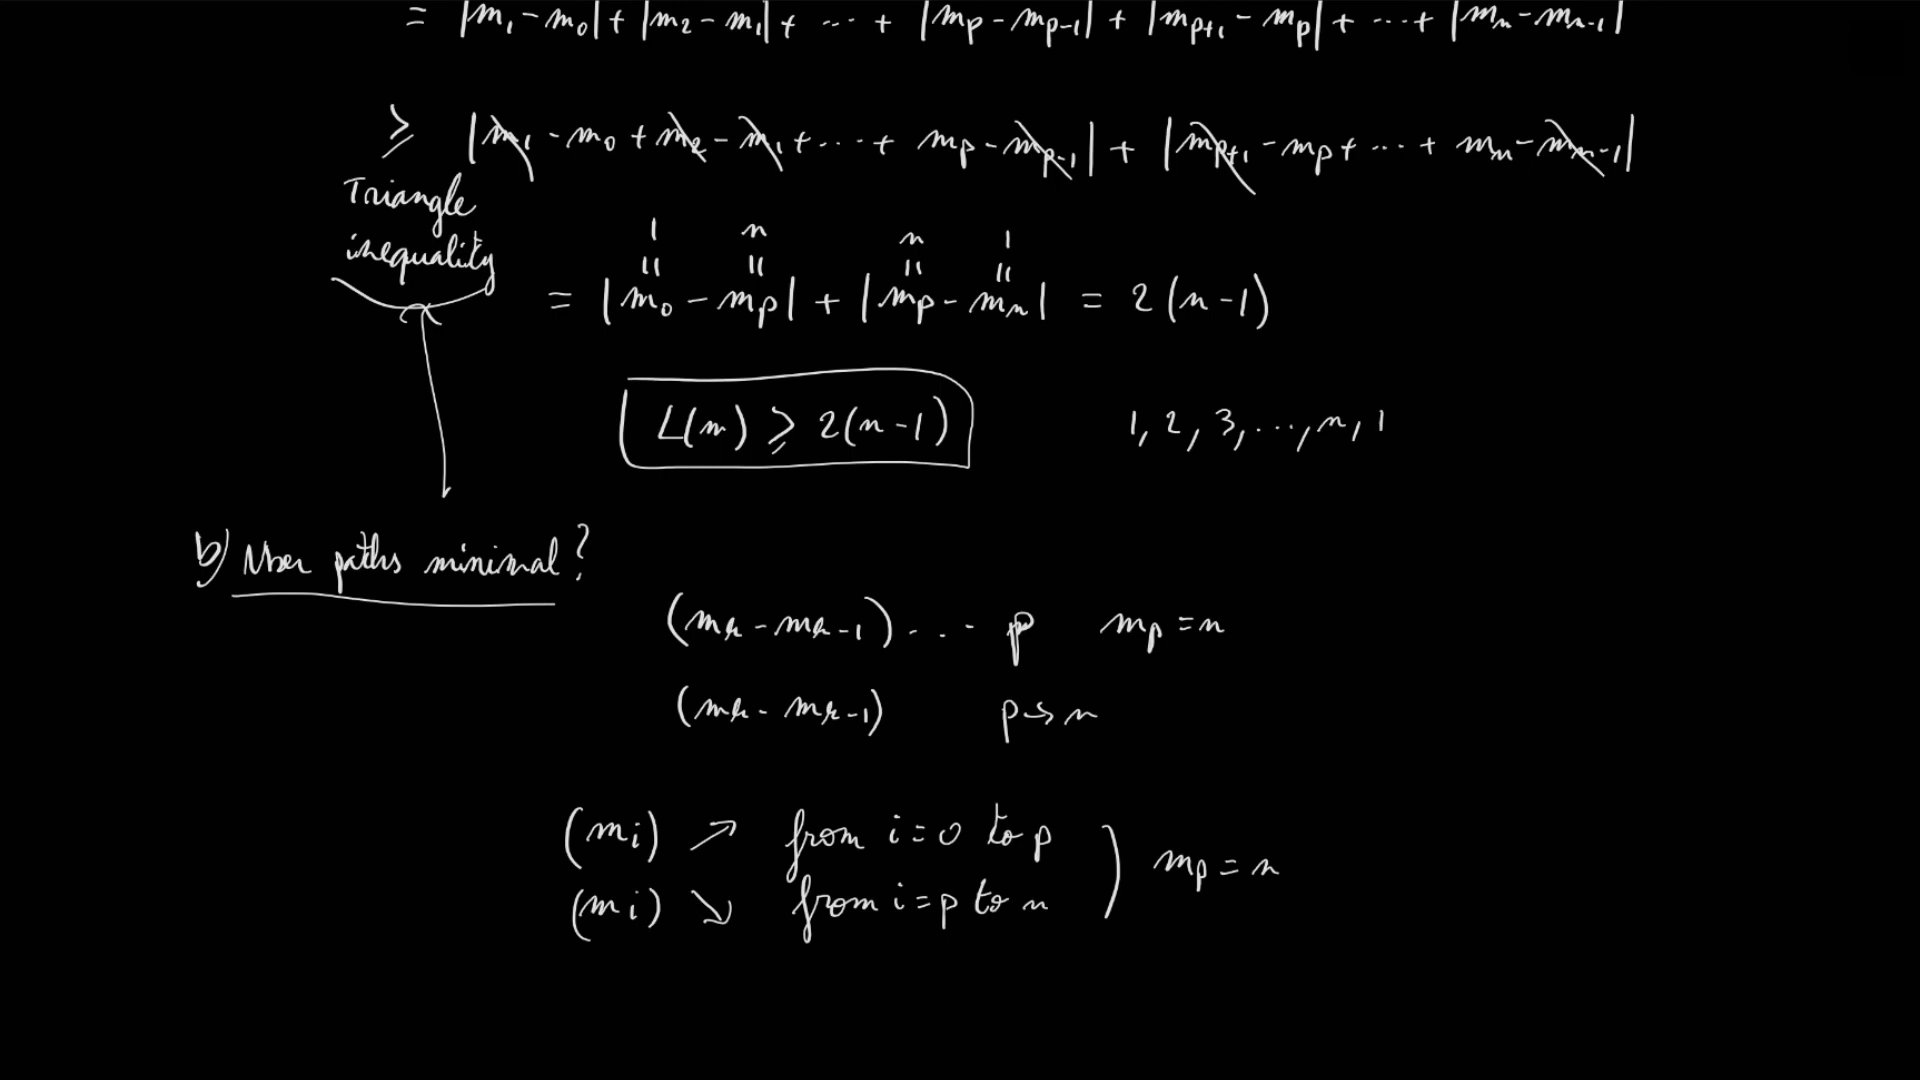 = |m₁ - m₀| + |m₂ - m₁| + ... + |mₚ - mₚ₋₁| + |mₚ₊₁ - mₚ| + ... + |mₙ - mₙ₋₁|
⩾ |m₁ - m₀ + m₂ - m₁ + ... + mₚ - mₚ₋₁| + |mₚ₊₁ - mₚ + ... + mₙ - mₙ₋₁|
Triangle
inequality
1 n n 1
|| || || ||
= |m₀ - mₚ| + |mₚ - mₙ| = 2(n-1)
L(m) ⩾ 2(n-1) 1, 2, 3, ..., n, 1
b) Nber paths minimal?
(mₖ - mₖ₋₁) ... p mₚ = n
(mₖ - mₖ₋₁) p → n
(mᵢ) ↗ from i = 0 to p
) mₚ = n
(mᵢ) ↘ from i = p to n